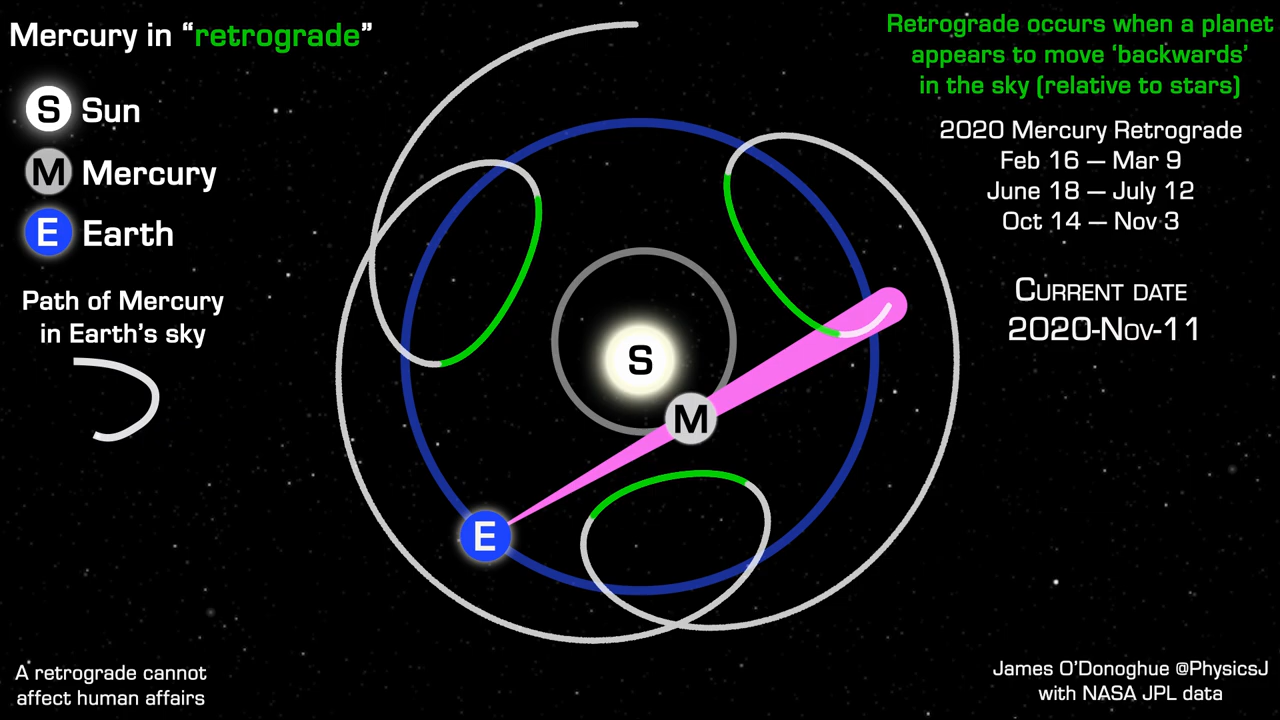 Mercury in “retrograde”
S Sun
M Mercury
E Earth
Path of Mercury
in Earth’s sky
Retrograde occurs when a planet
appears to move ‘backwards’
in the sky (relative to stars)
2020 Mercury Retrograde
Feb 16 – Mar 9
June 18 – July 12
Oct 14 – Nov 3
Current date
2020-Nov-11
S
M
E
A retrograde cannot
affect human affairs
James O’Donoghue @PhysicsJ
with NASA JPL data